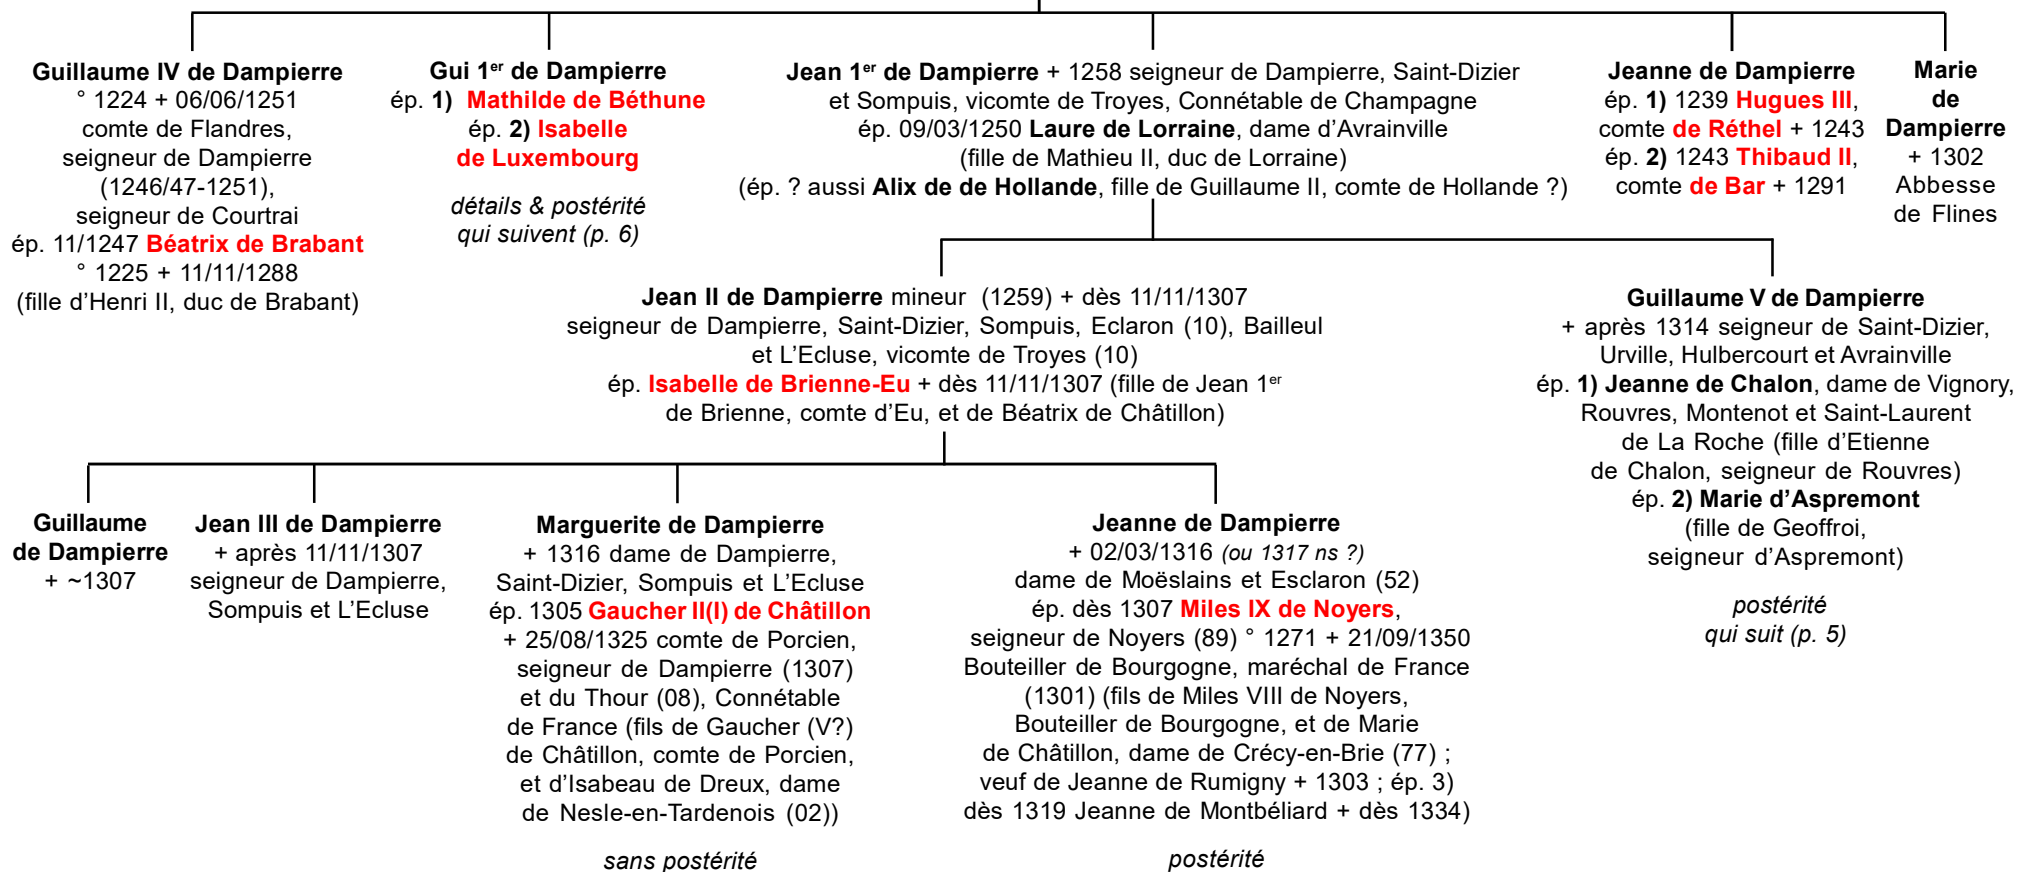 Guillaume IV de Dampierre
° 1224 + 06/06/1251
comte de Flandres,
seigneur de Dampierre
(1246/47-1251),
seigneur de Courtrai
ép. 11/1247 Béatrix de Brabant
° 1225 + 11/11/1288
(fille d'Henri II, duc de Brabant)
Gui 1er de Dampierre
ép. 1) Mathilde de Béthune
ép. 2) Isabelle
de Luxembourg
détails & postérité
qui suivent (p. 6)
Jean 1er de Dampierre + 1258 seigneur de Dampierre, Saint-Dizier
et Sompuis, vicomte de Troyes, Connétable de Champagne
ép. 09/03/1250 Laure de Lorraine, dame d'Avrainville
(fille de Mathieu II, duc de Lorraine)
(ép. ? aussi Alix de de Hollande, fille de Guillaume II, comte de Hollande ?)
Jeanne de Dampierre
ép. 1) 1239 Hugues III,
comte de Réthel + 1243
ép. 2) 1243 Thibaud II,
comte de Bar + 1291
Marie
de
Dampierre
+ 1302
Abbesse
de Flines
Jean II de Dampierre mineur (1259) + dès 11/11/1307
seigneur de Dampierre, Saint-Dizier, Sompuis, Eclaron (10), Bailleul
et L'Ecluse, vicomte de Troyes (10)
ép. Isabelle de Brienne-Eu + dès 11/11/1307 (fille de Jean 1er
de Brienne, comte d'Eu, et de Béatrix de Châtillon)
Guillaume V de Dampierre
+ après 1314 seigneur de Saint-Dizier,
Urville, Hulbercourt et Avrainville
ép. 1) Jeanne de Chalon, dame de Vignory,
Rouvres, Montenot et Saint-Laurent
de La Roche (fille d'Etienne
de Chalon, seigneur de Rouvres)
ép. 2) Marie d'Aspremont
(fille de Geoffroi,
seigneur d'Aspremont)
postérité
qui suit (p. 5)
Guillaume
de Dampierre
+ ~1307
Jean III de Dampierre
+ après 11/11/1307
seigneur de Dampierre,
Sompuis et L'Ecluse
Marguerite de Dampierre
+ 1316 dame de Dampierre,
Saint-Dizier, Sompuis et L'Ecluse
ép. 1305 Gaucher II(I) de Châtillon
+ 25/08/1325 comte de Porcien,
seigneur de Dampierre (1307)
et du Thour (08), Connétable
de France (fils de Gaucher (V?)
de Châtillon, comte de Porcien,
et d'Isabeau de Dreux, dame
de Nesle-en-Tardenois (02))
sans postérité
Jeanne de Dampierre
+ 02/03/1316 (ou 1317 ns ?)
dame de Moëslains et Esclaron (52)
ép. dès 1307 Miles IX de Noyers,
seigneur de Noyers (89) ° 1271 + 21/09/1350
Bouteiller de Bourgogne, maréchal de France
(1301) (fils de Miles VIII de Noyers,
Bouteiller de Bourgogne, et de Marie
de Châtillon, dame de Crécy-en-Brie (77) ;
veuf de Jeanne de Rumigny + 1303 ; ép. 3)
dès 1319 Jeanne de Montbéliard + dès 1334)
postérité